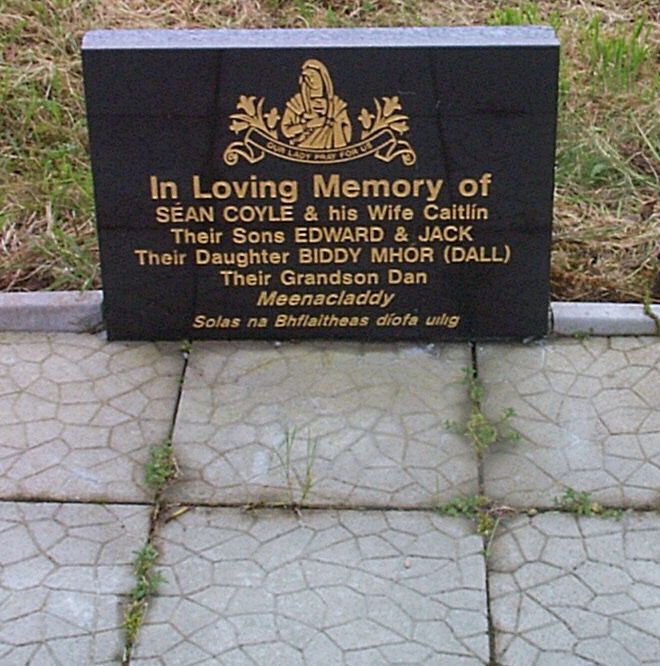 OUR LADY PRAY FOR US
In Loving Memory of
SÉAN COYLE & his Wife Caitlín
Their Sons EDWARD & JACK
Their Daughter BIDDY MHÓR (DALL)
Their Grandson Dan
Meenacladdy
Solas na Bhflaitheas díofa uilig